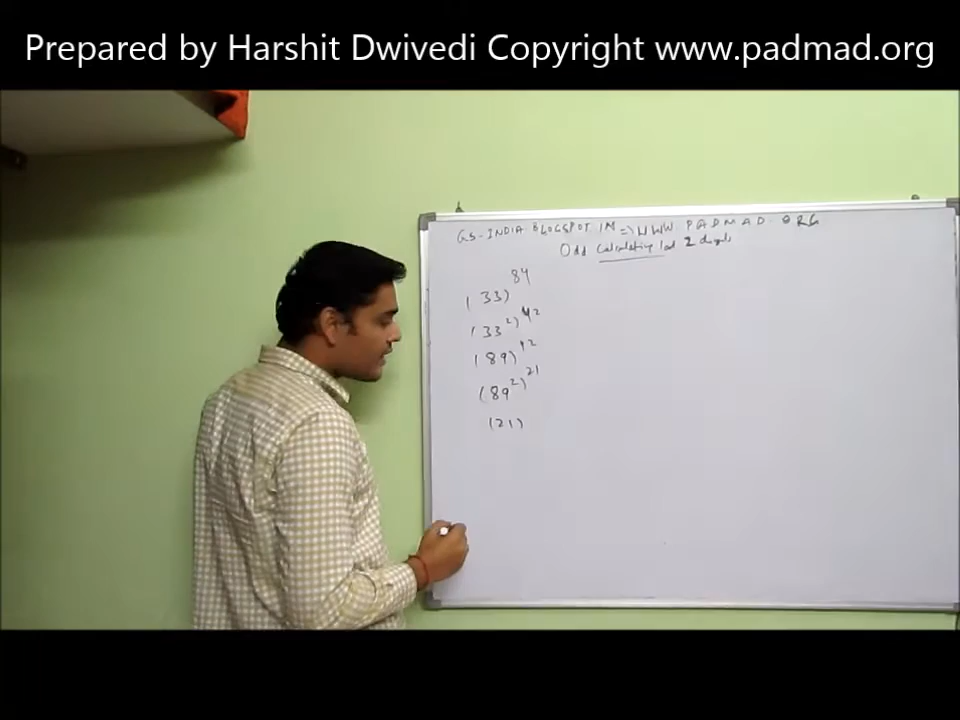 Prepared by Harshit Dwivedi Copyright www.padmad.org
GS-INDIA.BLOGSPOT.IN => WWW.PADMAD.ORG
Odd Calculating last 2 digits
(33)^84
(33^2)^42
(89)^42
(89^2)^21
(21)